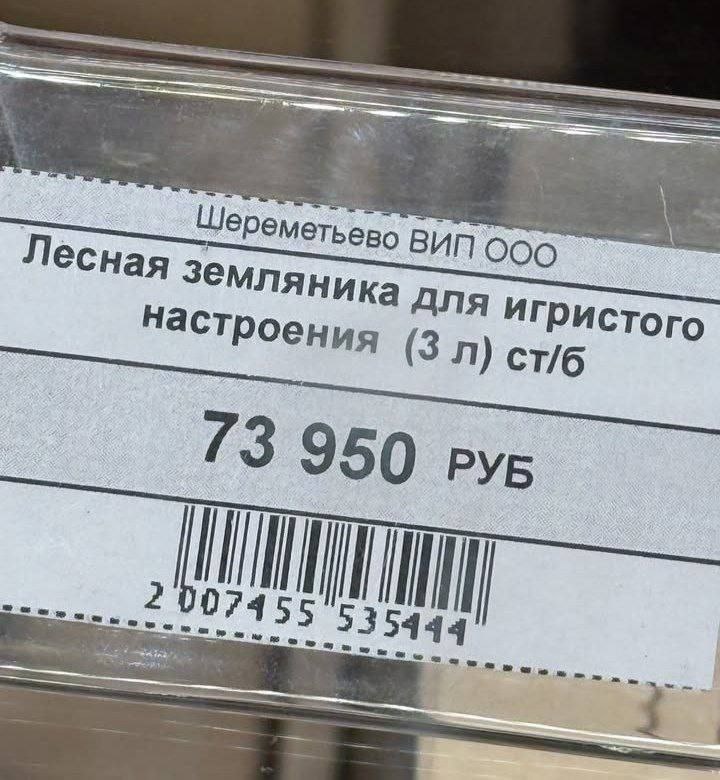 Шереметьево ВИП ООО
Лесная земляника для игристого
настроения (3 л) ст/б
73 950 РУБ
2 007455 535444